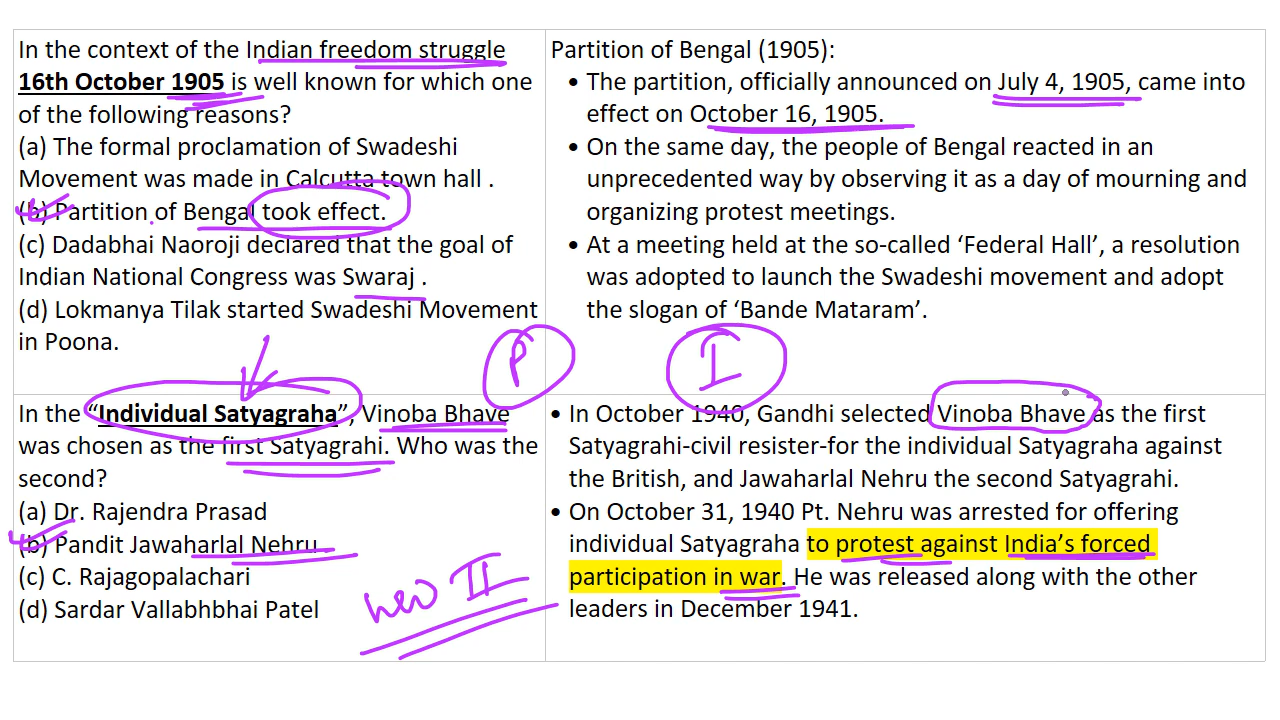 In the context of the Indian freedom struggle
16th October 1905 is well known for which one
of the following reasons?
(a) The formal proclamation of Swadeshi
Movement was made in Calcutta town hall .
(b) Partition of Bengal took effect.
(c) Dadabhai Naoroji declared that the goal of
Indian National Congress was Swaraj .
(d) Lokmanya Tilak started Swadeshi Movement
in Poona.
Partition of Bengal (1905):
• The partition, officially announced on July 4, 1905, came into
effect on October 16, 1905.
• On the same day, the people of Bengal reacted in an
unprecedented way by observing it as a day of mourning and
organizing protest meetings.
• At a meeting held at the so-called ‘Federal Hall’, a resolution
was adopted to launch the Swadeshi movement and adopt
the slogan of ‘Bande Mataram’.
P
I
In the “Individual Satyagraha”, Vinoba Bhave
was chosen as the first Satyagrahi. Who was the
second?
(a) Dr. Rajendra Prasad
(b) Pandit Jawaharlal Nehru
(c) C. Rajagopalachari
(d) Sardar Vallabhbhai Patel
II
• In October 1940, Gandhi selected Vinoba Bhave as the first
Satyagrahi-civil resister-for the individual Satyagraha against
the British, and Jawaharlal Nehru the second Satyagrahi.
• On October 31, 1940 Pt. Nehru was arrested for offering
individual Satyagraha to protest against India’s forced
participation in war. He was released along with the other
leaders in December 1941.